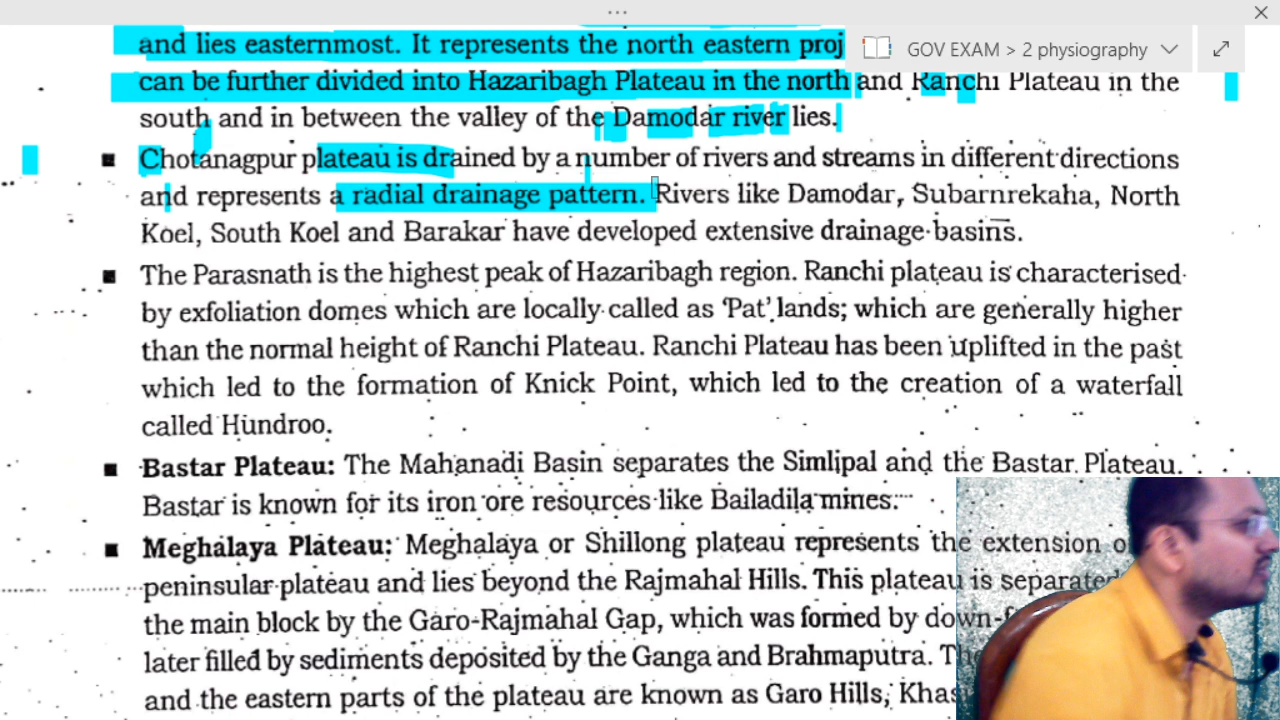 and lies easternmost. It represents the north eastern proj
GOV EXAM > 2 physiography
can be further divided into Hazaribagh Plateau in the north and Ranchi Plateau in the
south and in between the valley of the Damodar river lies.
■ Chotanagpur plateau is drained by a number of rivers and streams in different directions
and represents a radial drainage pattern. Rivers like Damodar, Subarnrekaha, North
Koel, South Koel and Barakar have developed extensive drainage basins.
■ The Parasnath is the highest peak of Hazaribagh region. Ranchi plateau is characterised
by exfoliation domes which are locally called as 'Pat' lands; which are generally higher
than the normal height of Ranchi Plateau. Ranchi Plateau has been uplifted in the past
which led to the formation of Knick Point, which led to the creation of a waterfall
called Hundroo.
■ Bastar Plateau: The Mahanadi Basin separates the Simlipal and the Bastar Plateau.
Bastar is known for its iron ore resources like Bailadila mines.
■ Meghalaya Plateau: Meghalaya or Shillong plateau represents the extension o
peninsular plateau and lies beyond the Rajmahal Hills. This plateau is separated
the main block by the Garo-Rajmahal Gap, which was formed by down-f
later filled by sediments deposited by the Ganga and Brahmaputra.
and the eastern parts of the plateau are known as Garo Hills, Khas